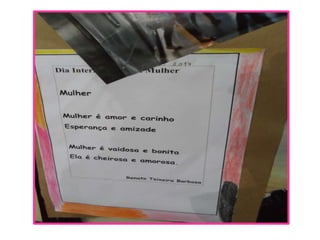 Dia Inter Mulher
Mulher
Mulher é amor e carinho
Esperança e amizade
Mulher é vaidosa e bonita
Ela é cheirosa e amorosa.
Renato Teixeira Barbosa